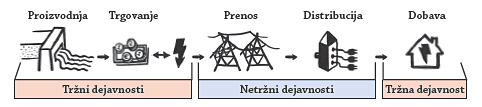 Proizvodnja
Trgovanje
Prenos
Distribucija
Dobava
Tržni dejavnosti
Netržni dejavnosti
Tržna dejavnost